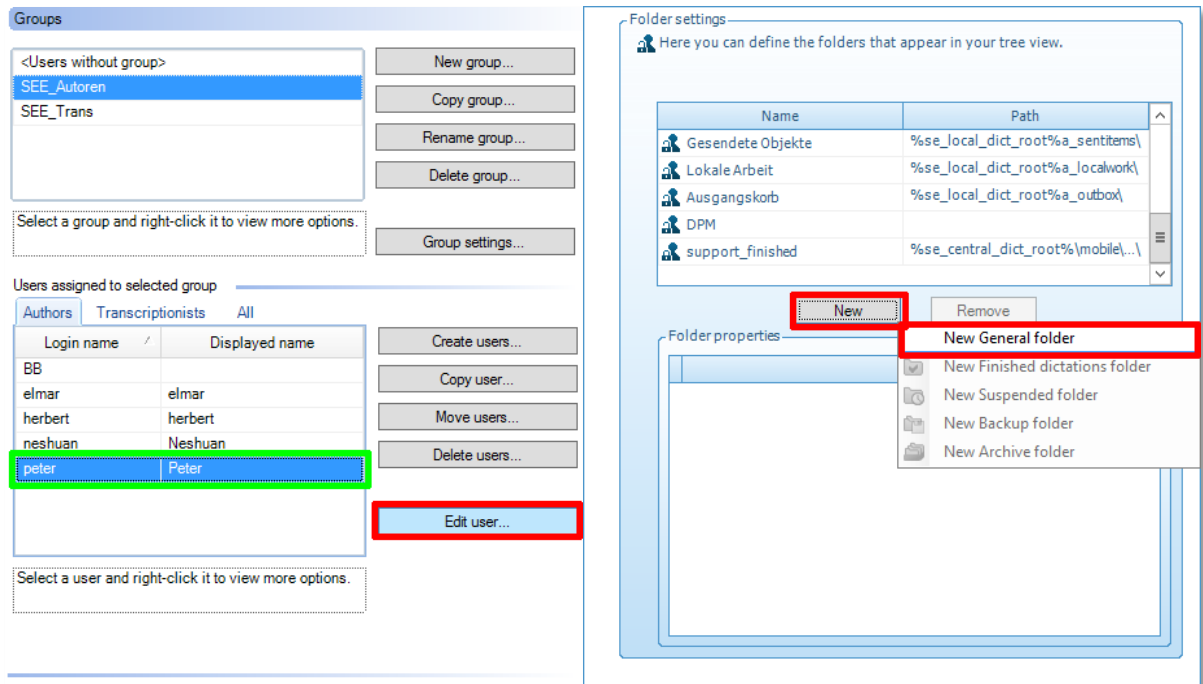 Groups
<Users without group>
SEE_Autoren
SEE_Trans
New group...
Copy group...
Rename group...
Delete group...
Select a group and right-click it to view more options.
Group settings...
Users assigned to selected group
Authors Transcriptionists All
Login name Displayed name
BB
elmar elmar
herbert herbert
neshuan Neshuan
peter Peter
Create users...
Copy user...
Move users...
Delete users...
Edit user...
Select a user and right-click it to view more options.
Folder settings
Here you can define the folders that appear in your tree view.
Name Path
Gesendete Objekte %se_local_dict_root%a_sentitems\
Lokale Arbeit %se_local_dict_root%a_localwork\
Ausgangskorb %se_local_dict_root%a_outbox\
DPM
support_finished %se_central_dict_root%\mobile\...\
New Remove
Folder properties
New General folder
New Finished dictations folder
New Suspended folder
New Backup folder
New Archive folder